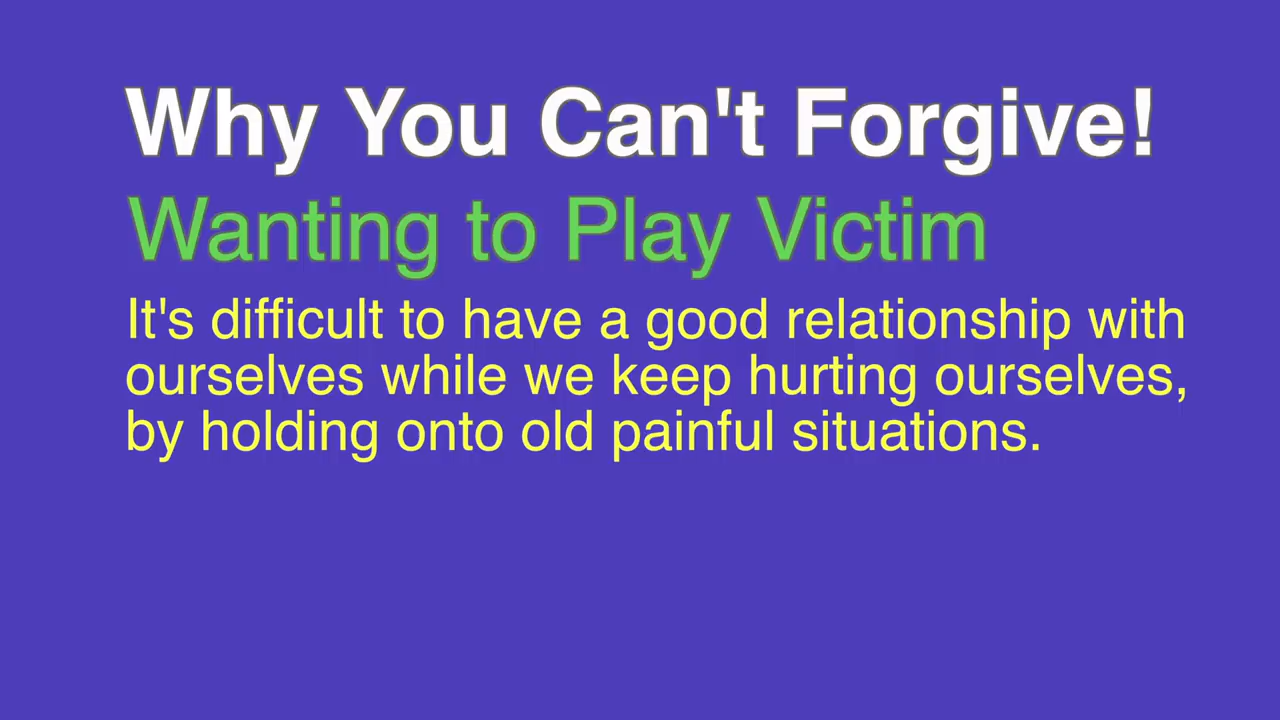 Why You Can't Forgive!
Wanting to Play Victim
It's difficult to have a good relationship with
ourselves while we keep hurting ourselves,
by holding onto old painful situations.